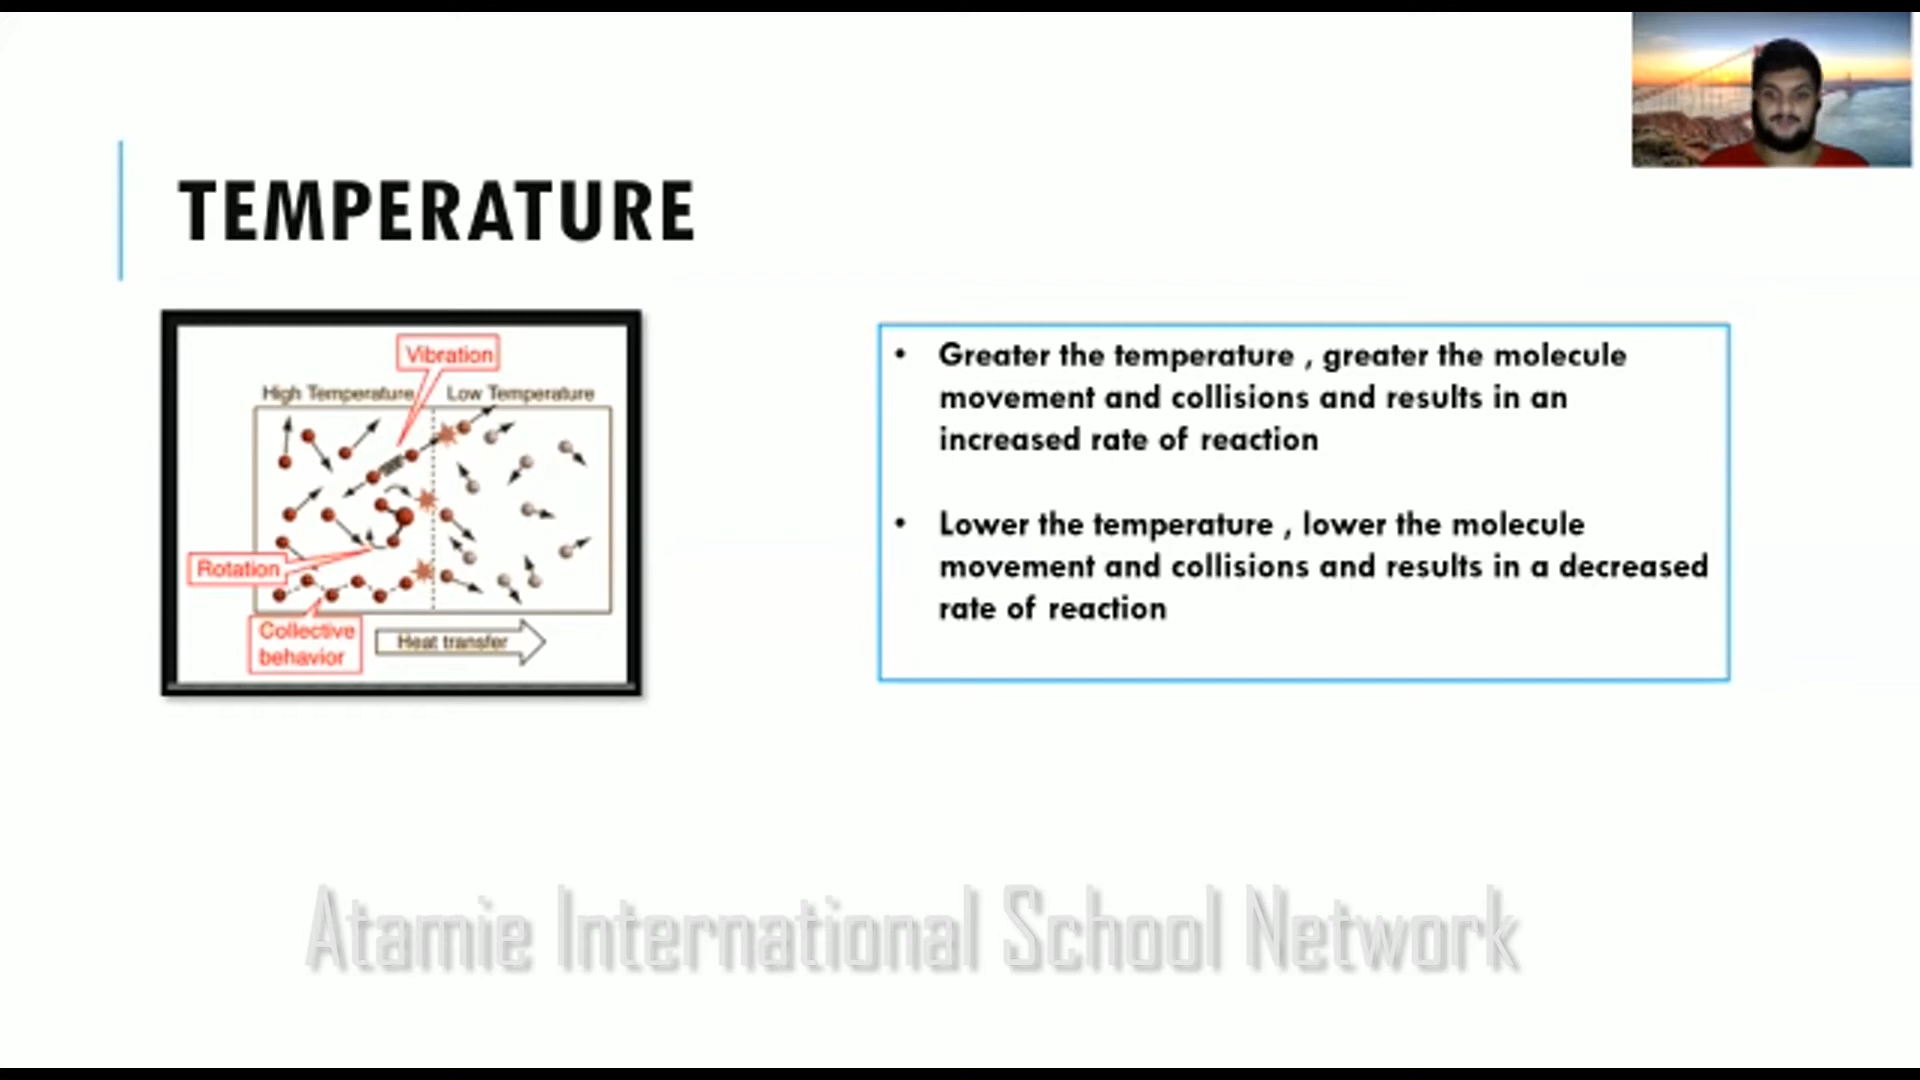 TEMPERATURE
Vibration
High Temperature
Low Temperature
Rotation
Collective
behavior
Heat transfer
• Greater the temperature , greater the molecule
movement and collisions and results in an
increased rate of reaction
• Lower the temperature , lower the molecule
movement and collisions and results in a decreased
rate of reaction
Atamie International School Network